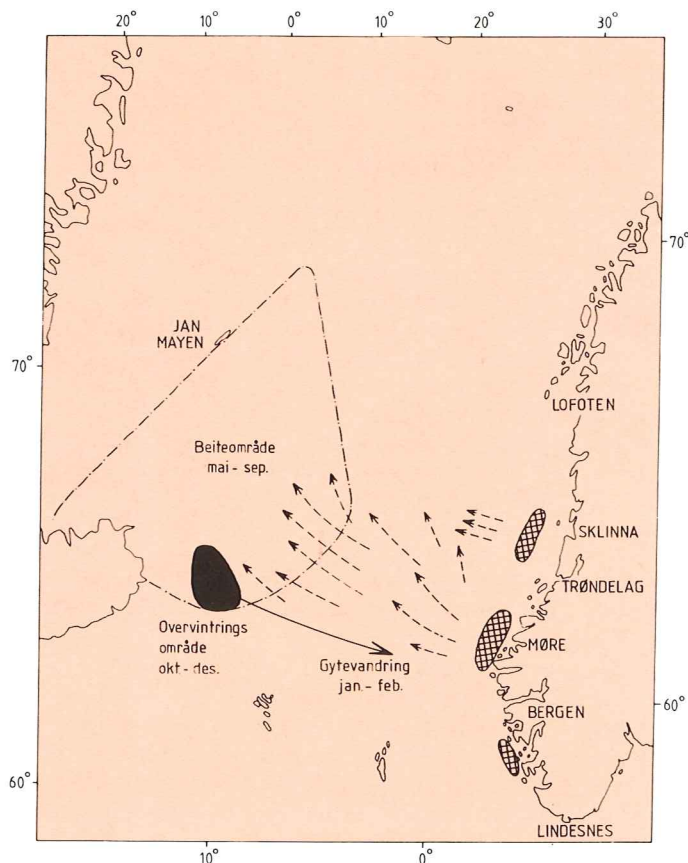 20° 10° 0° 20° 30°
70°
JAN
MAYEN
70°
LOFOTEN
Beiteområde
mai - sep.
SKLINNA
TRØNDELAG
Overvintrings
område
okt.- des.
Gytevandring
jan.- feb.
MØRE
60°
BERGEN
60°
LINDESNES
10° 0°